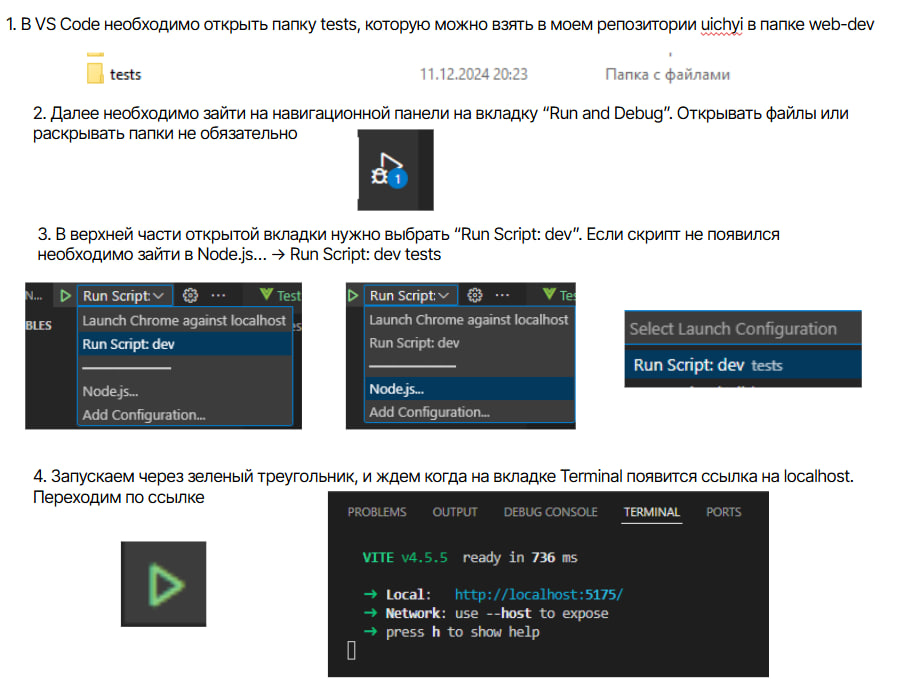 1. В VS Code необходимо открыть папку tests, которую можно взять в моем репозитории uichyi в папке web-dev
tests 11.12.2024 20:23 Папка с файлами
2. Далее необходимо зайти на навигационной панели на вкладку “Run and Debug”. Открывать файлы или
раскрывать папки не обязательно
1
3. В верхней части открытой вкладки нужно выбрать “Run Script: dev”. Если скрипт не появился
необходимо зайти в Node.js... → Run Script: dev tests
N... Run Script: ... Test
BLES
Launch Chrome against localhost
Run Script: dev
Node.js...
Add Configuration...
Run Script: ... Tes
Launch Chrome against localhost
Run Script: dev
Node.js...
Add Configuration...
Select Launch Configuration
Run Script: dev tests
4. Запускаем через зеленый треугольник, и ждем когда на вкладке Terminal появится ссылка на localhost.
Переходим по ссылке
PROBLEMS OUTPUT DEBUG CONSOLE TERMINAL PORTS
VITE v4.5.5 ready in 736 ms
→ Local: http://localhost:5175/
→ Network: use --host to expose
→ press h to show help